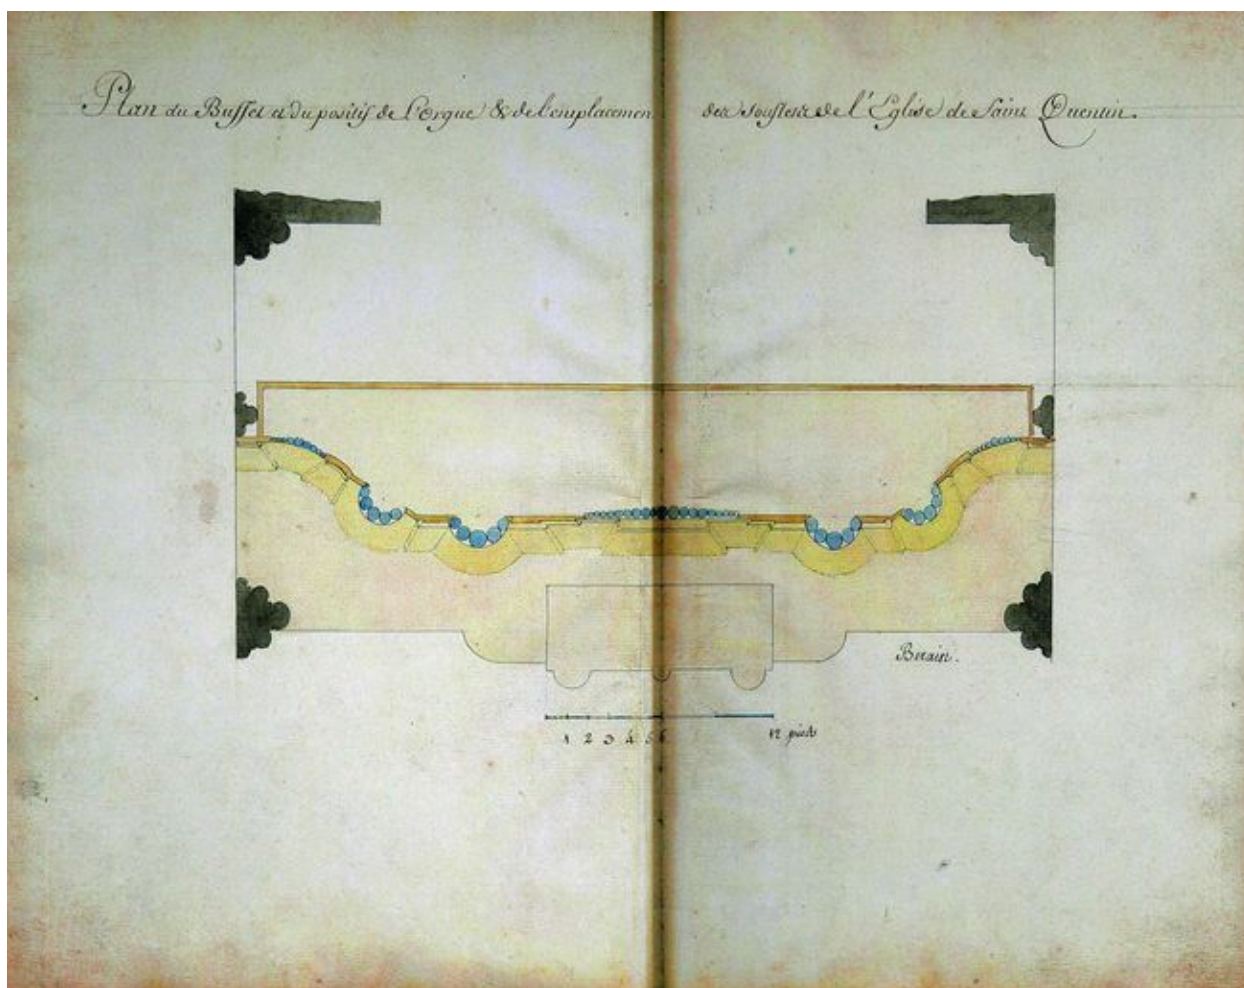 Plan du Buffet et du positif de l'Orgue & de l'emplacemen des souflets de l'Eglise de Saint Quentin.
Berain.
1 2 3 4 5 6 12 pieds